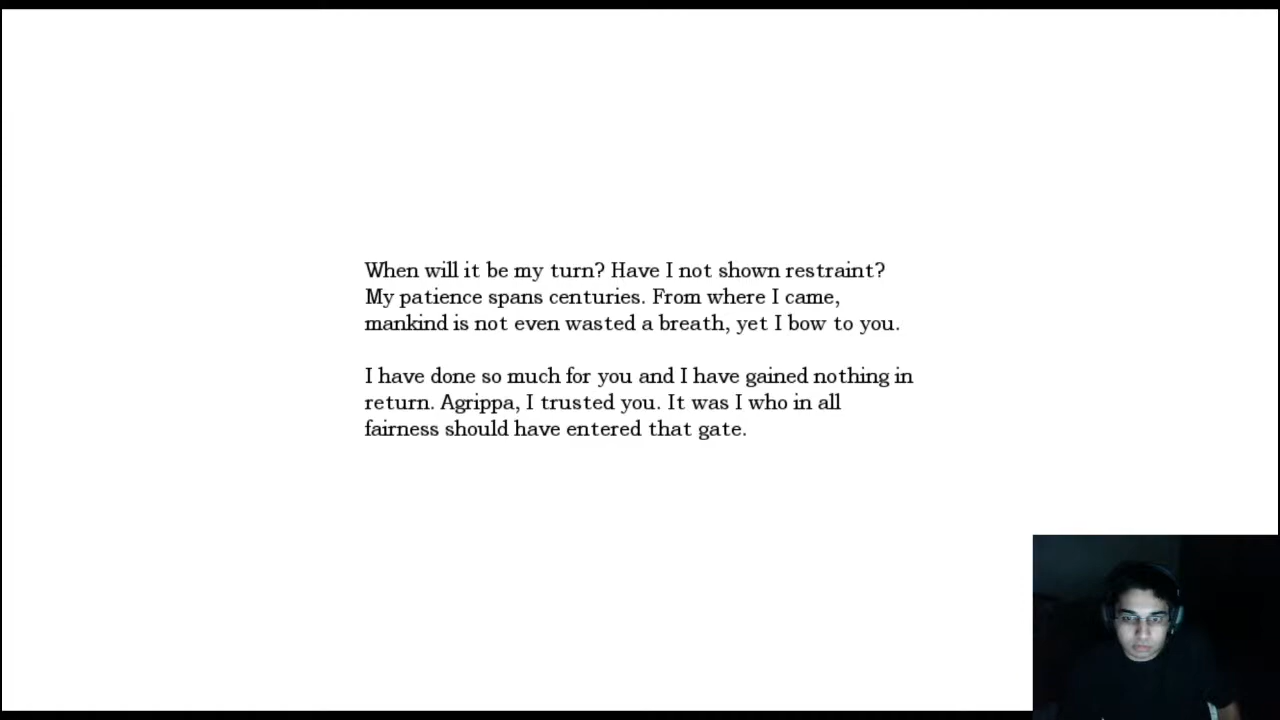 When will it be my turn? Have I not shown restraint?
My patience spans centuries. From where I came,
mankind is not even wasted a breath, yet I bow to you.
I have done so much for you and I have gained nothing in
return. Agrippa, I trusted you. It was I who in all
fairness should have entered that gate.